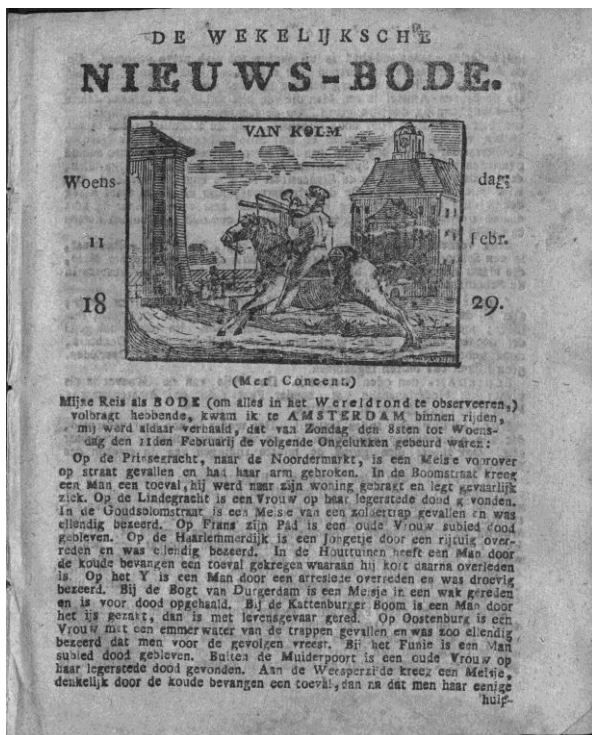 DE WEKELIJKSCHE
NIEUWS-BODE.
VAN KOLM
Woens- dag;
11 febr.
18 29.
(Met Concent.)
Mijne Reis als BODE (om alles in het Wereldrond te observeeren,)
volbragt hebbende, kwam ik te AMSTERDAM binnen rijden,
mij werd aldaar verhaald, dat van Zondag den 8sten tot Woens-
dag den 11den Februarij de volgende Ongelukken gebeurd waren:
Op de Prinsegracht, naar de Noordermarkt, is een Meisje voorover
op straat gevallen en had haar arm gebroken. In de Boomstraat kreeg
een Man een toeval, hij werd naar zijn woning gebragt en legt gevaarlijk
ziek. Op de Lindegracht is een Vrouw op haar legerstede dood gevonden.
In de Goudsblomstraat is een Meisje van een zoldertrap gevallen en was
ellendig bezeerd. Op Frans zijn Pad is een oude Vrouw subied dood
gebleven. Op de Haarlemmerdijk is een Jongetje door een rijtuig over-
reden en was ellendig bezeerd. In de Houttuinen heeft een Man door
de koude bevangen een toeval gekregen waaraan hij kort daarna overleden
is. Op het Y is een Man door een arreslede overreden en was droevig
bezeerd. Bij de Bogt van Durgerdam is een Meisje in een wak gereden
en is voor dood opgehaald. Bij de Kattenburger Boom is een Man door
het ijs gezakt, dan is met levensgevaar gered. Op Oostenburg is een
Vrouw met een emmer water van de trappen gevallen en was zoo ellendig
bezeerd dat men voor de gevolgen vreest. Bij het Funie is een Man
subied dood gebleven. Buiten de Muiderpoort is een oude Vrouw op
haar legerstede dood gevonden. Aan de Weesperzijde kreeg een Meisje,
denkelijk door de koude bevangen een toeval, dan na dat men haar eenige
hulp-